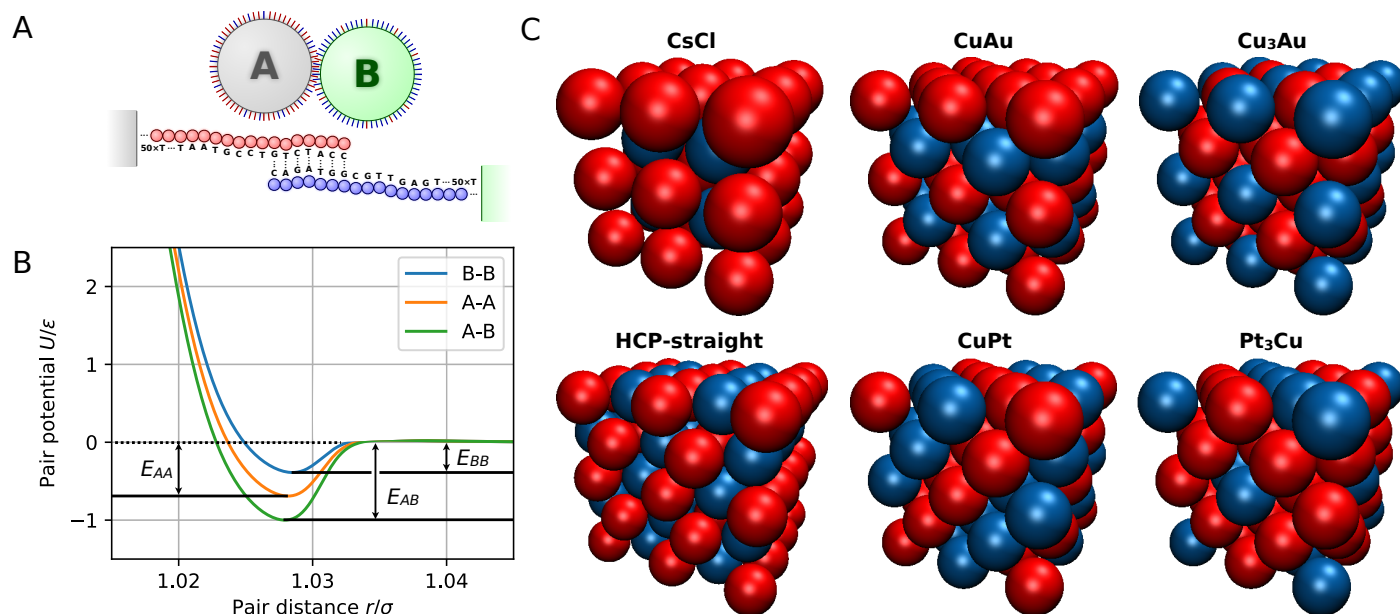 A
A B
··· 50×T ··· T A A T G C C T G T C T A C C
C A G A T G G C G T T G A G T ··· 50×T ···
B
Pair potential U/ε
2
1
0
−1
B-B
A-A
A-B
E_AA
E_AB
E_BB
1.02 1.03 1.04
Pair distance r/σ
C
CsCl
CuAu
Cu₃Au
HCP-straight
CuPt
Pt₃Cu